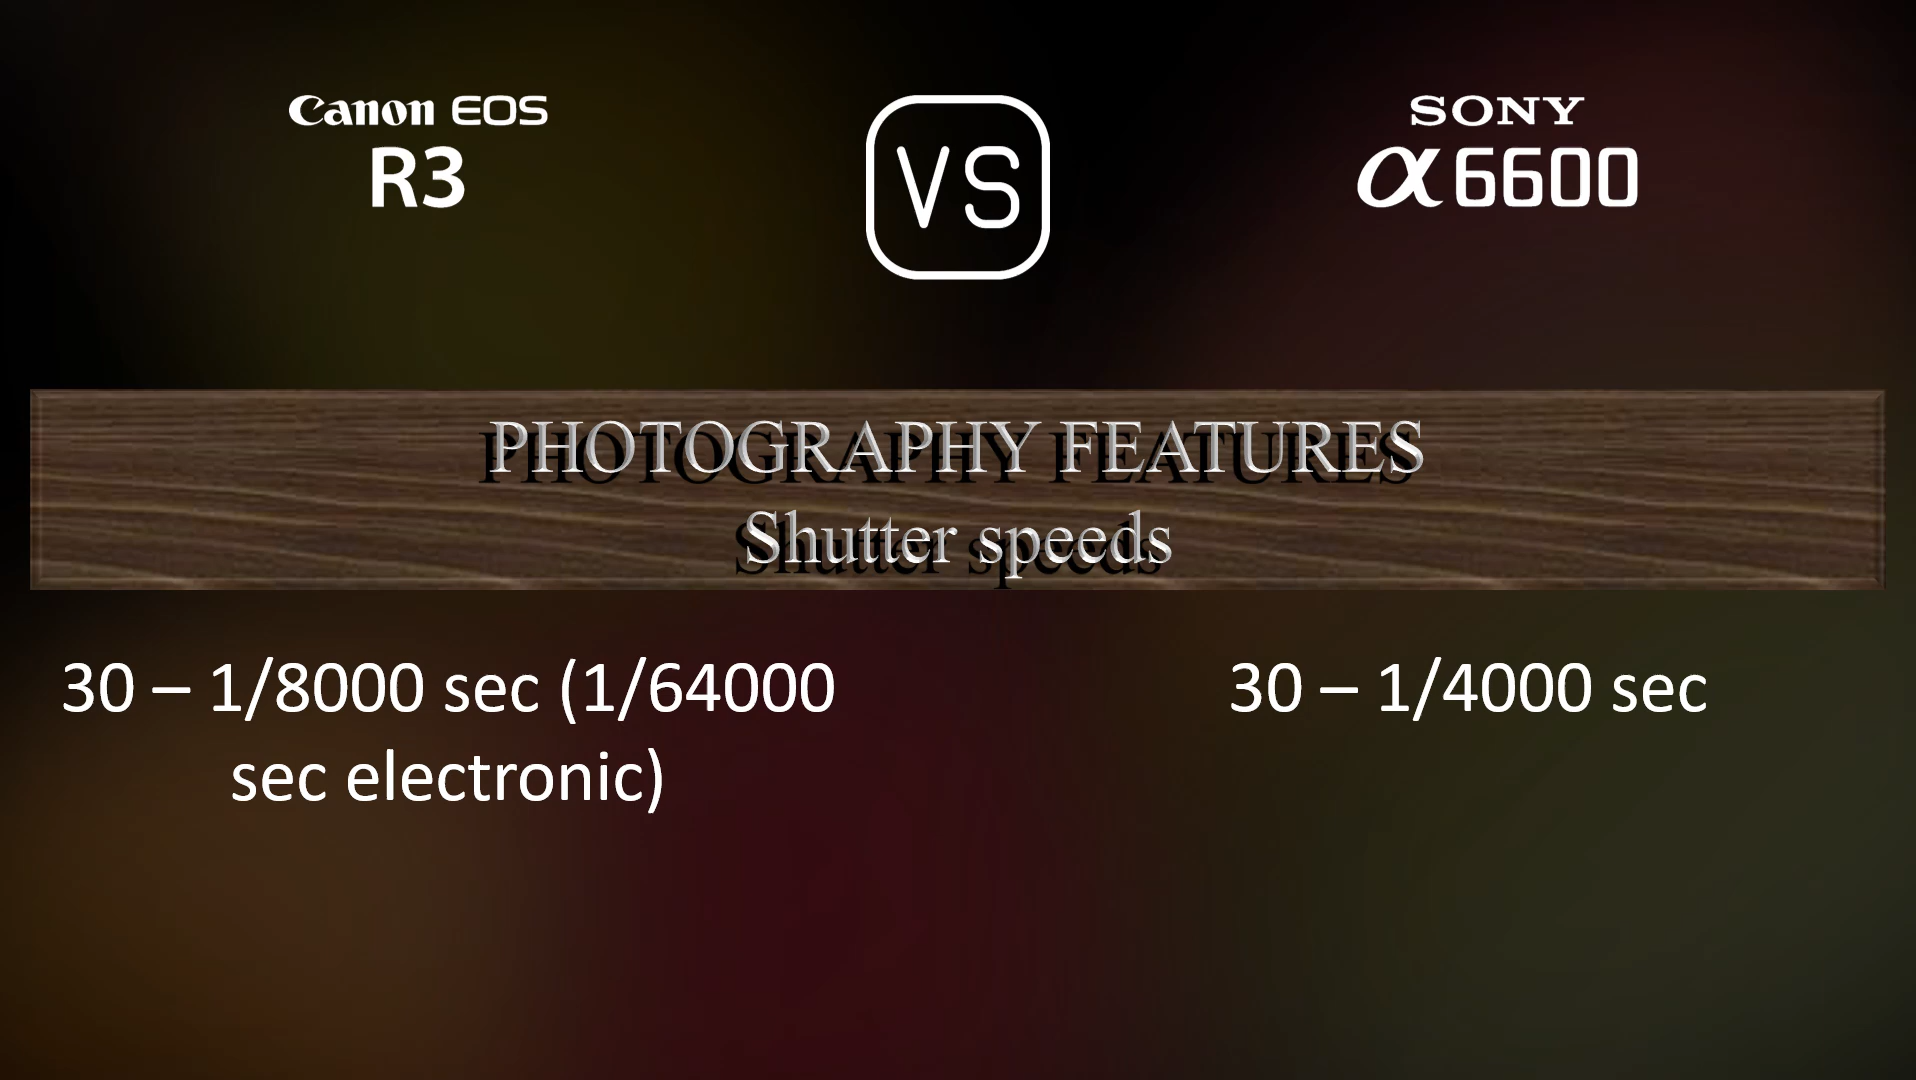 Canon EOS
R3
VS
SONY
α6600
PHOTOGRAPHY FEATURES
Shutter speeds
30 – 1/8000 sec (1/64000
sec electronic)
30 – 1/4000 sec